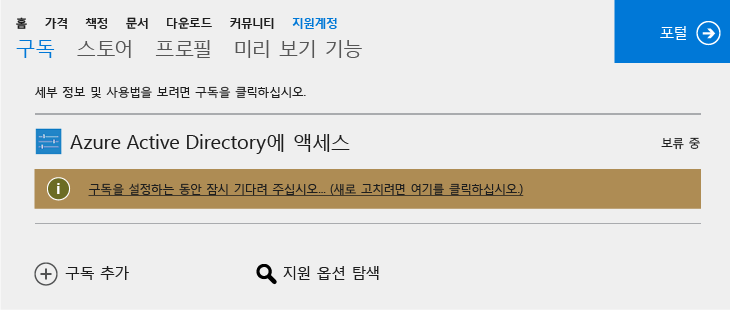 홈 가격 책정 문서 다운로드 커뮤니티 지원계정
포털
구독 스토어 프로필 미리 보기 기능
세부 정보 및 사용법을 보려면 구독을 클릭하십시오.
Azure Active Directory에 액세스
보류 중
구독을 설정하는 동안 잠시 기다려 주십시오... (새로 고치려면 여기를 클릭하십시오.)
구독 추가
지원 옵션 탐색